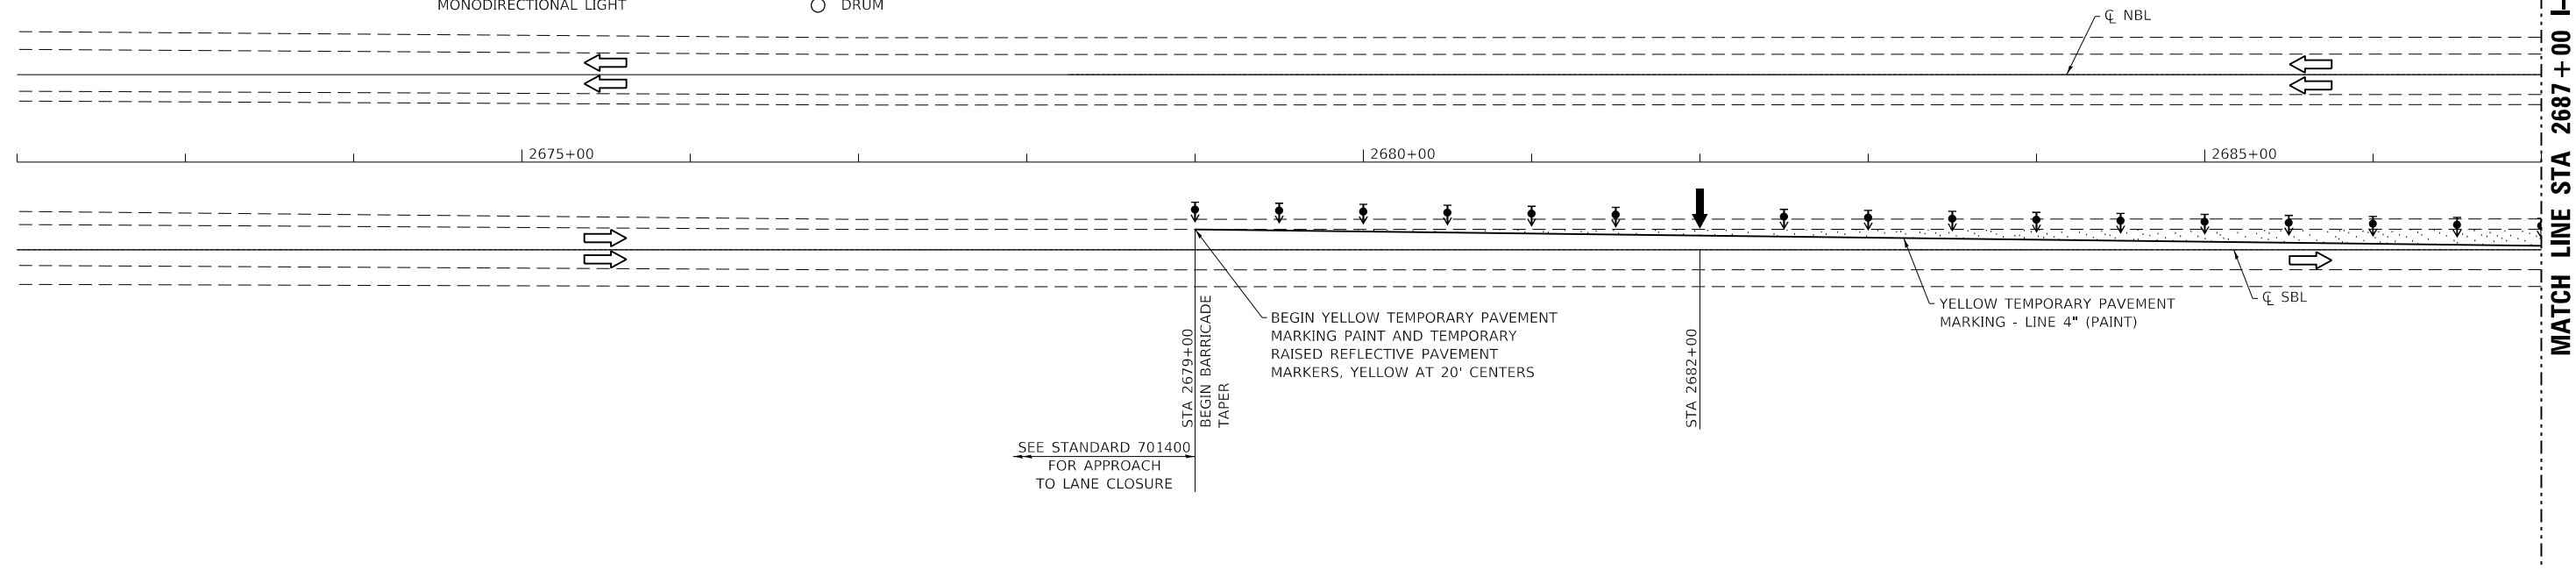 MONODIRECTIONAL LIGHT
DRUM
℄ NBL
2675+00
2680+00
2685+00
BEGIN YELLOW TEMPORARY PAVEMENT
MARKING PAINT AND TEMPORARY
RAISED REFLECTIVE PAVEMENT
MARKERS, YELLOW AT 20' CENTERS
YELLOW TEMPORARY PAVEMENT
MARKING - LINE 4" (PAINT)
℄ SBL
STA 2679+00
BEGIN BARRICADE
TAPER
STA 2682+00
SEE STANDARD 701400
FOR APPROACH
TO LANE CLOSURE
MATCH LINE STA 2687+00 I-